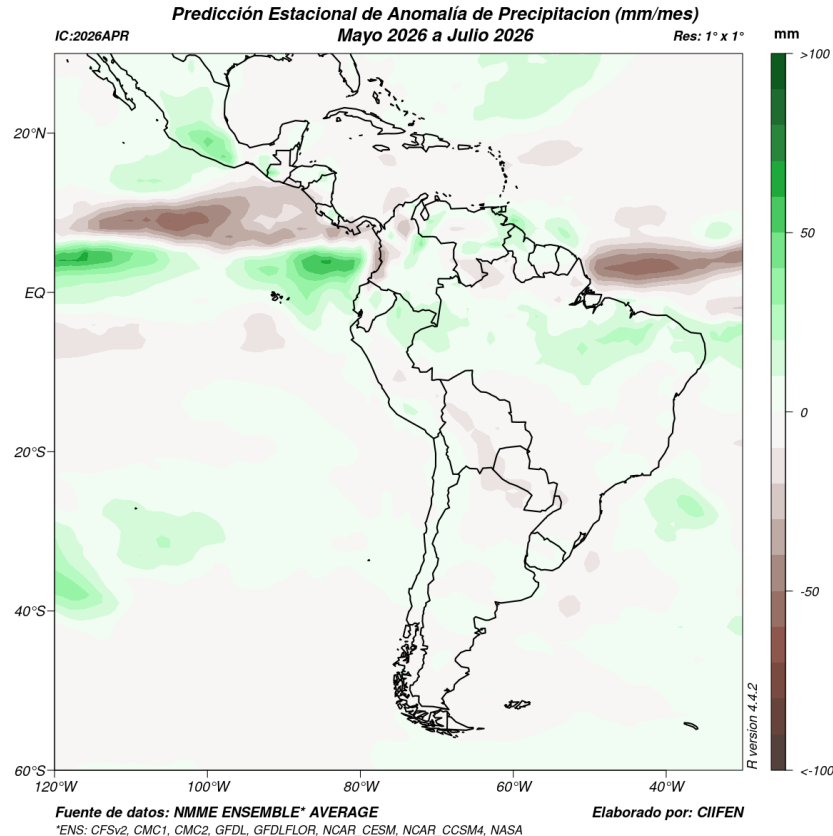 Predicción Estacional de Anomalía de Precipitacion (mm/mes)
IC:2026APR
Mayo 2026 a Julio 2026
Res: 1° x 1°
mm
>100
50
0
-50
<-100
20°N
EQ
20°S
40°S
60°S
120°W
100°W
80°W
60°W
40°W
R version 4.4.2
Fuente de datos: NMME ENSEMBLE* AVERAGE
Elaborado por: CIIFEN
*ENS: CFSv2, CMC1, CMC2, GFDL, GFDLFLOR, NCAR_CESM, NCAR_CCSM4, NASA